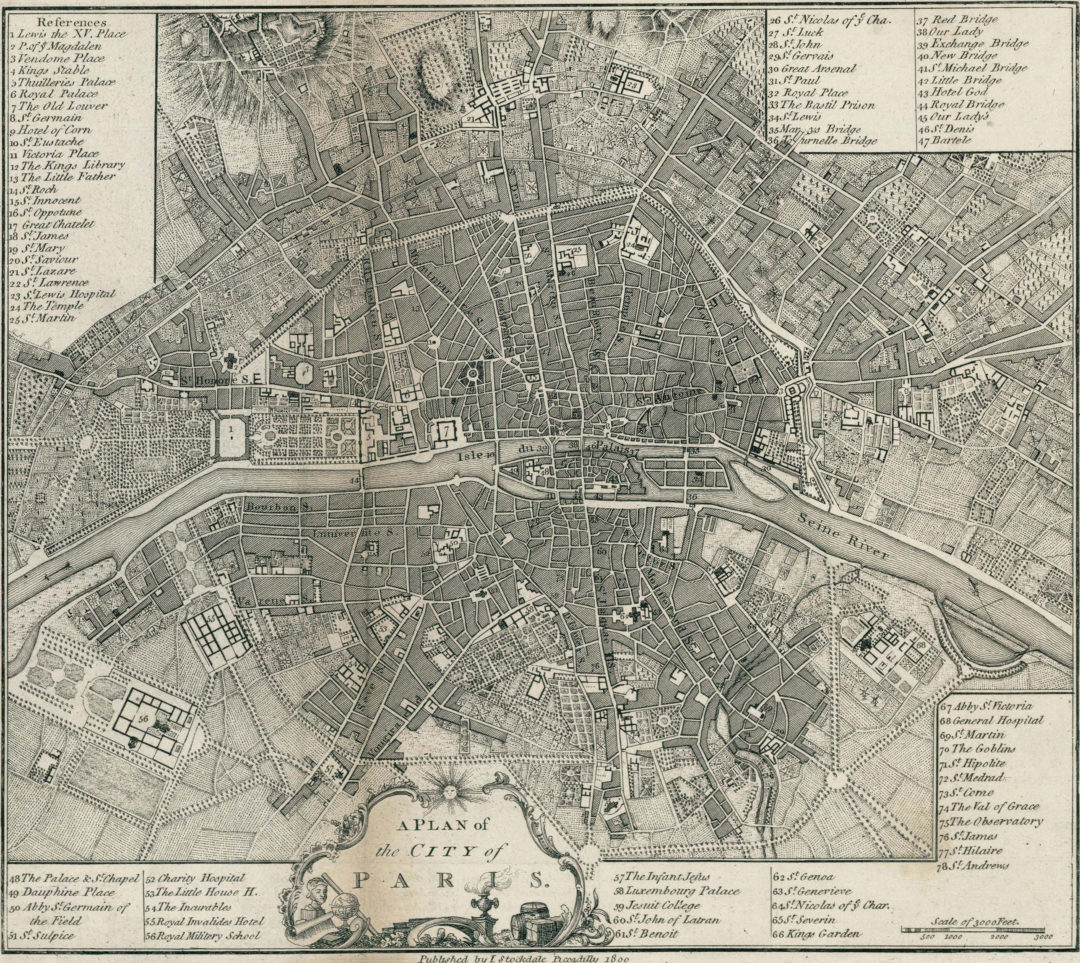 References
1 Lewis the XV. Place
2 P. of ye Magdalen
3 Vendome Place
4 Kings Stable
5 Thuilleries Palace
6 Royal Palace
7 The Old Louver
8 St. Germain
9 Hotel of Corn
10 St. Eustache
11 Victoria Place
12 The Kings Library
13 The Little Father
14 St. Roch
15 St. Innocent
16 St. Oppotune
17 Great Chatelet
18 St. James
19 St. Mary
20 St. Saviour
21 St. Lazare
22 St. Lawrence
23 St. Lewis Hospital
24 The Temple
25 St. Martin
26 St. Nicolas of ye Cha.
27 St. Luck
28 St. John
29 St. Gervais
30 Great Arsenal
31 St. Paul
32 Royal Place
33 The Bastil Prison
34 St. Lewis
35 Bridge
36 Bridge
37 Red Bridge
38 Our Lady
39 Exchange Bridge
40 New Bridge
41 St. Michael Bridge
42 Little Bridge
43 Hotel God
44 Royal Bridge
45 Our Lady's
46 St. Denis
47 Bartele
St. Honore S.
St. Antoine
Isle du
Seine River
Bourbon S.
Universite S.
Varenne S.
67 Abby St. Victoria
68 General Hospital
69 St. Martin
70 The Goblins
71 St. Hipolite
72 St. Medrad
73 St. Come
74 The Val of Grace
75 The Observatory
76 St. James
77 St. Hilaire
78 St. Andrews
A PLAN of
the CITY of
PARIS.
48 The Palace & St. Chapel
49 Dauphine Place
50 Abby St. Germain of
the Field
51 St. Sulpice
52 Charity Hospital
53 The Little House H.
54 The Incurables
55 Royal Invalides Hotel
56 Royal Military School
57 The Infant Jesus
58 Luxembourg Palace
59 Jesuit College
60 St. John of Latran
61 St. Benoit
62 St. Genoa
63 St. Genevieve
64 St. Nicolas of ye Char.
65 St. Severin
66 Kings Garden
Scale of 3000 Feet.
500 1000 2000 3000
Published by I Stockdale Piccadilly 1800